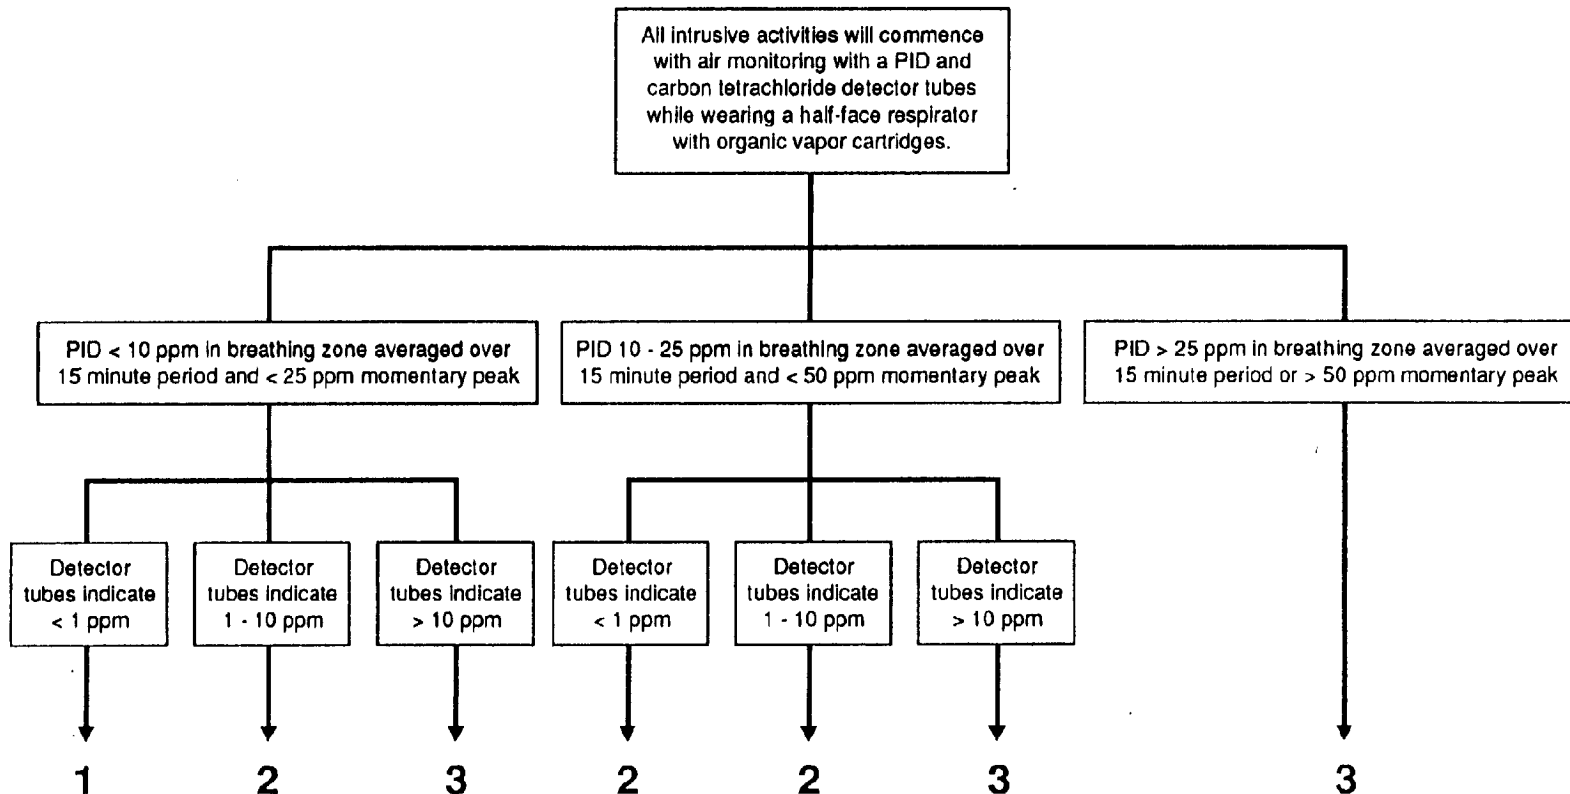 All intrusive activities will commence
with air monitoring with a PID and
carbon tetrachloride detector tubes
while wearing a half-face respirator
with organic vapor cartridges.
PID < 10 ppm in breathing zone averaged over
15 minute period and < 25 ppm momentary peak
PID 10 - 25 ppm in breathing zone averaged over
15 minute period and < 50 ppm momentary peak
PID > 25 ppm in breathing zone averaged over
15 minute period or > 50 ppm momentary peak
Detector
tubes indicate
< 1 ppm
Detector
tubes indicate
1 - 10 ppm
Detector
tubes indicate
> 10 ppm
Detector
tubes indicate
< 1 ppm
Detector
tubes indicate
1 - 10 ppm
Detector
tubes indicate
> 10 ppm
1
2
3
2
2
3
3